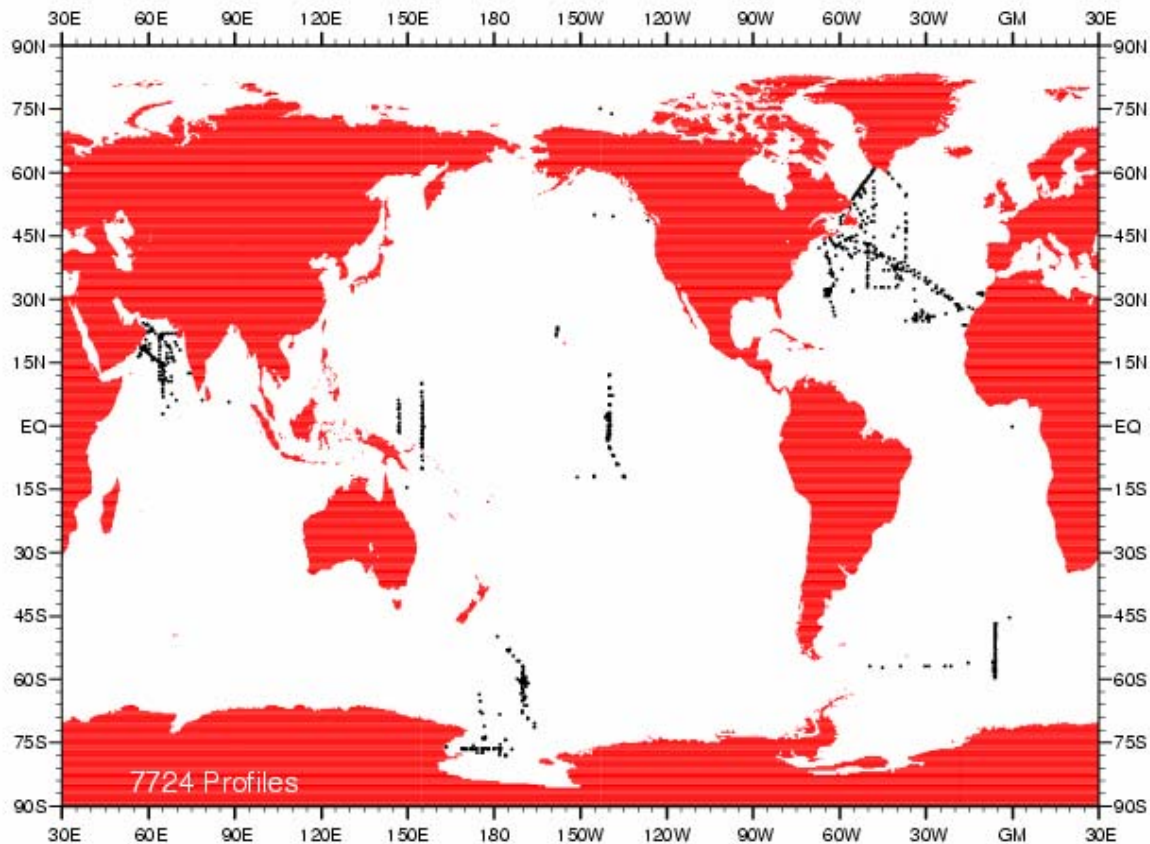 30E 60E 90E 120E 150E 180 150W 120W 90W 60W 30W GM 30E
90N 90N
75N 75N
60N 60N
45N 45N
30N 30N
15N 15N
EQ EQ
15S 15S
30S 30S
45S 45S
60S 60S
75S 75S
7724 Profiles
90S 90S
30E 60E 90E 120E 150E 180 150W 120W 90W 60W 30W GM 30E